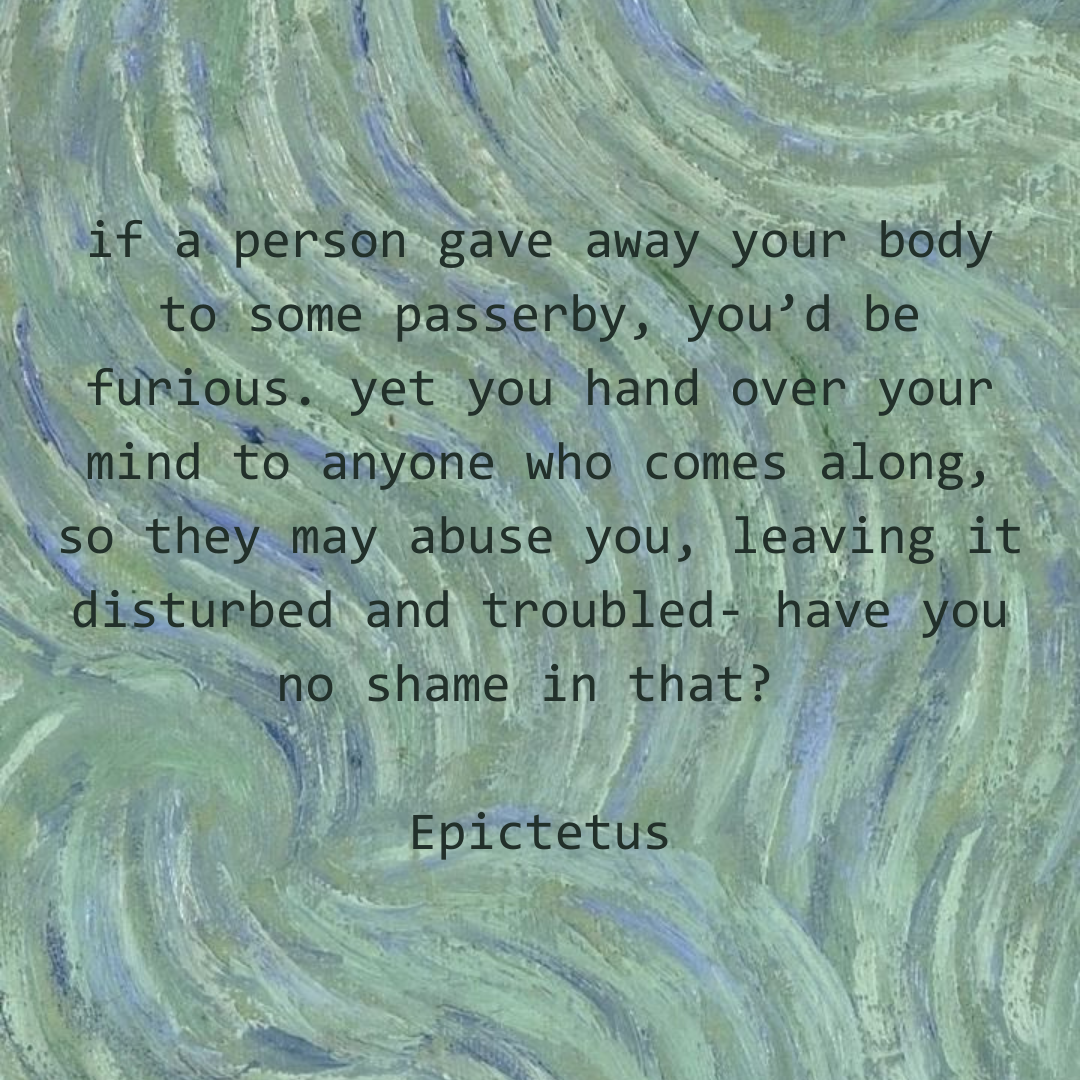 if a person gave away your body
to some passerby, you’d be
furious. yet you hand over your
mind to anyone who comes along,
so they may abuse you, leaving it
disturbed and troubled- have you
no shame in that?
Epictetus